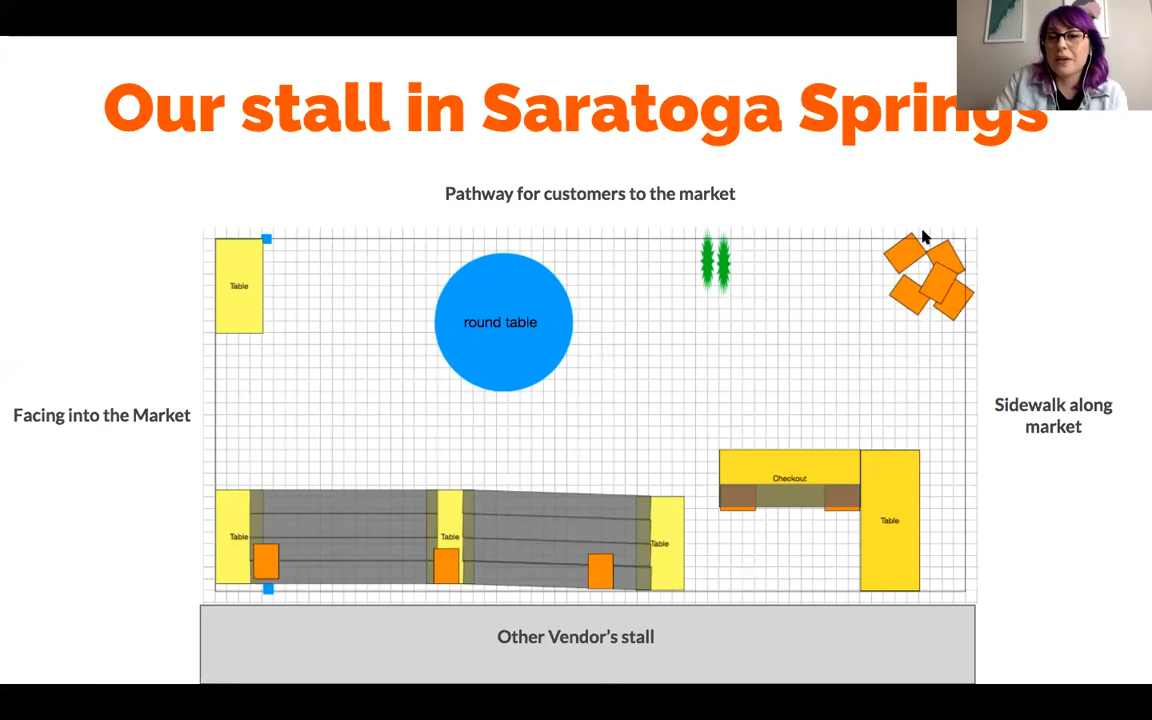 Our stall in Saratoga Springs
Pathway for customers to the market
Table
round table
Facing into the Market
Sidewalk along
market
Checkout
Table
Table
Table
Table
Other Vendor's stall